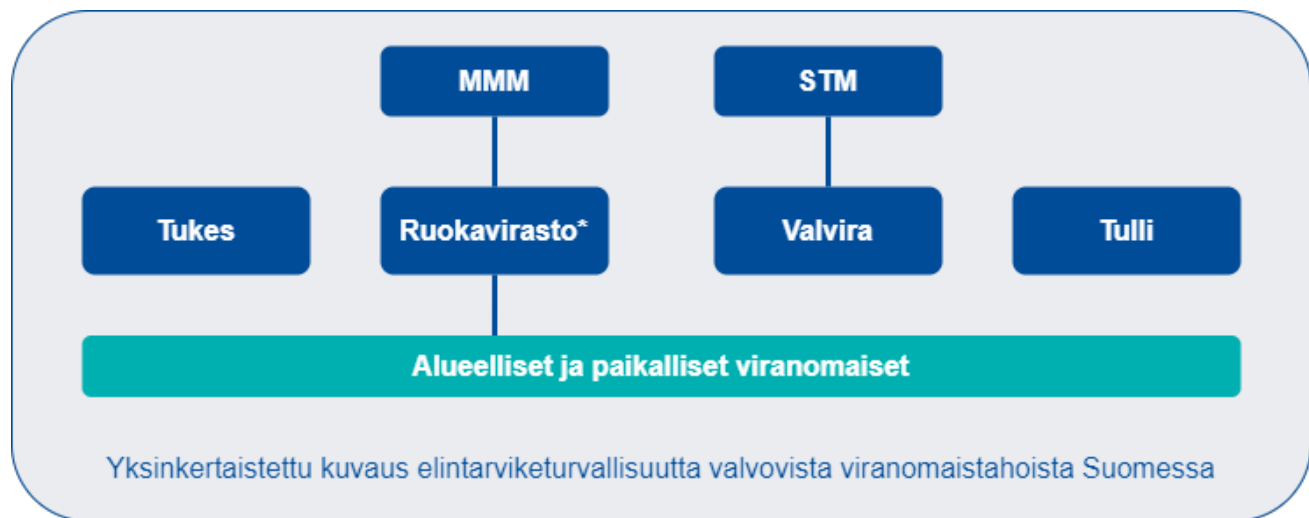 MMM
STM
Tukes
Ruokavirasto*
Valvira
Tulli
Alueelliset ja paikalliset viranomaiset
Yksinkertaistettu kuvaus elintarviketurvallisuutta valvovista viranomaistahoista Suomessa